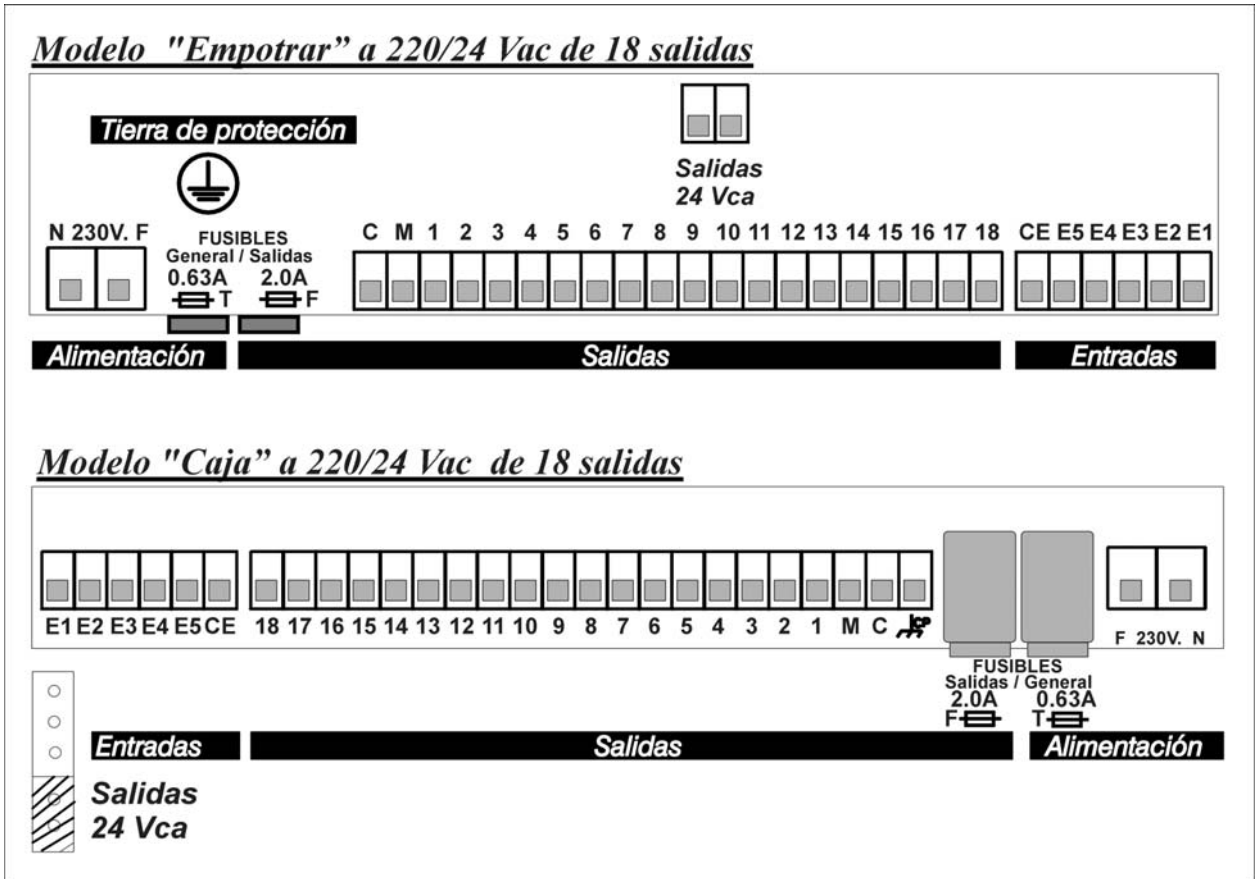 Modelo "Empotrar” a 220/24 Vac de 18 salidas
Tierra de protección
Salidas
24 Vca
N 230V. F
FUSIBLES
General / Salidas
0.63A 2.0A
T F
C M 1 2 3 4 5 6 7 8 9 10 11 12 13 14 15 16 17 18 CE E5 E4 E3 E2 E1
Alimentación Salidas Entradas
Modelo "Caja” a 220/24 Vac de 18 salidas
E1 E2 E3 E4 E5 CE 18 17 16 15 14 13 12 11 10 9 8 7 6 5 4 3 2 1 M C CP
F 230V. N
FUSIBLES
Salidas / General
2.0A 0.63A
F T
Entradas Salidas Alimentación
Salidas
24 Vca